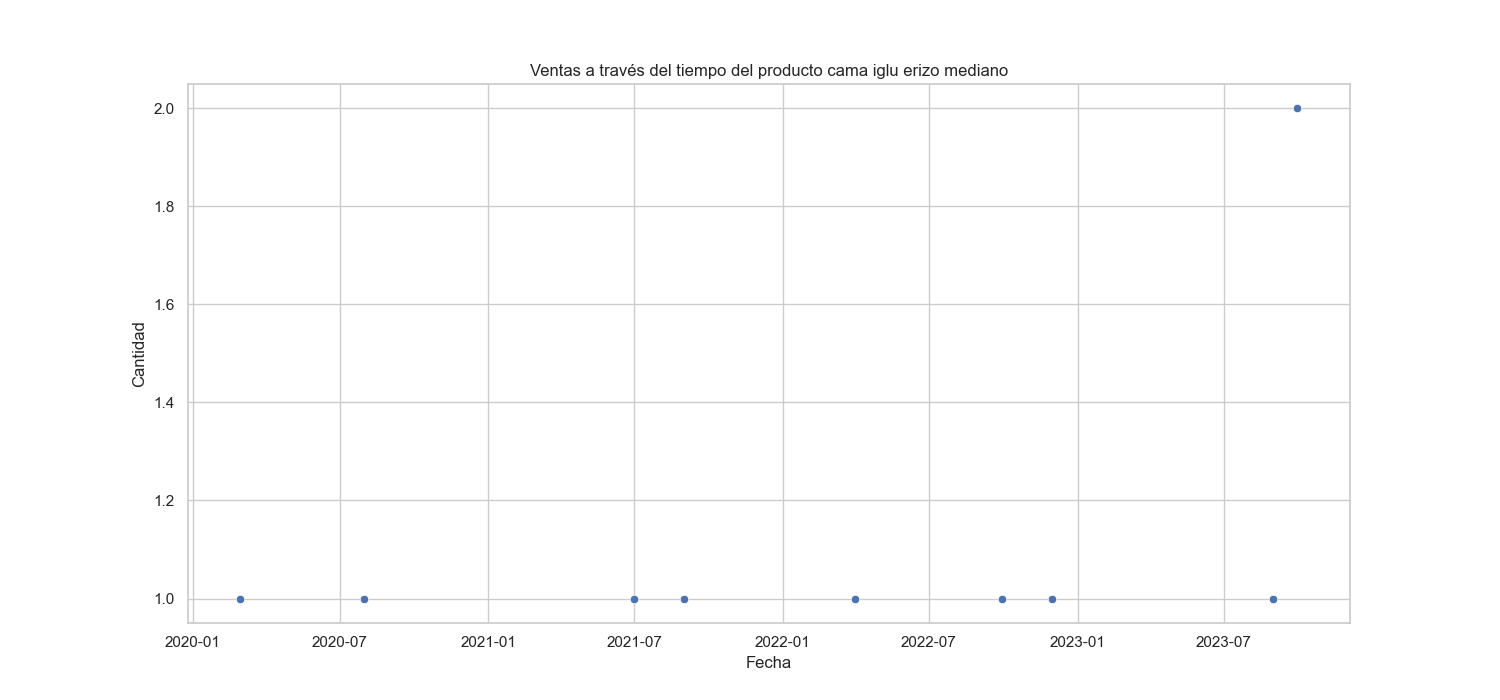 Ventas a través del tiempo del producto cama iglu erizo mediano
2.0
1.8
1.6
1.4
1.2
1.0
Cantidad
2020-01 2020-07 2021-01 2021-07 2022-01 2022-07 2023-01 2023-07
Fecha